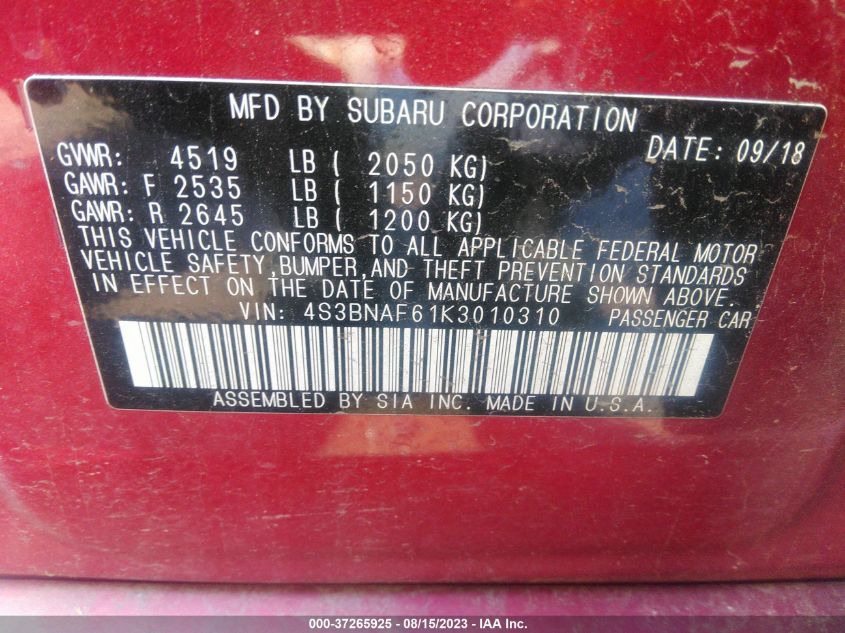 MFD BY SUBARU CORPORATION
DATE: 09/18
GVWR: 4519 LB ( 2050 KG)
GAWR: F 2535 LB ( 1150 KG)
GAWR: R 2645 LB ( 1200 KG)
THIS VEHICLE CONFORMS TO ALL APPLICABLE FEDERAL MOTOR
VEHICLE SAFETY,BUMPER,AND THEFT PREVENTION STANDARDS
IN EFFECT ON THE DATE OF MANUFACTURE SHOWN ABOVE.
VIN: 4S3BNAF61K3010310 PASSENGER CAR
ASSEMBLED BY SIA INC. MADE IN U.S.A.
000-37265925 - 08/15/2023 - IAA Inc.